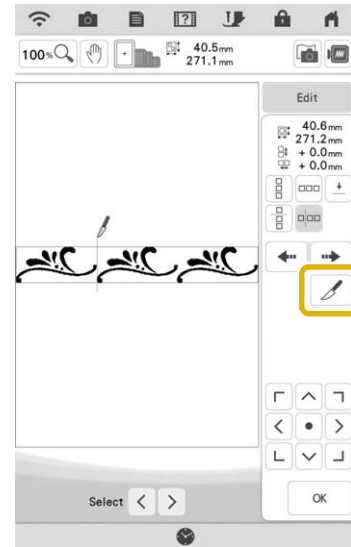 ?
100% 40.5mm
271.1mm
Edit
40.6mm
271.2mm
+ 0.0mm
+ 0.0mm
Select < >
OK